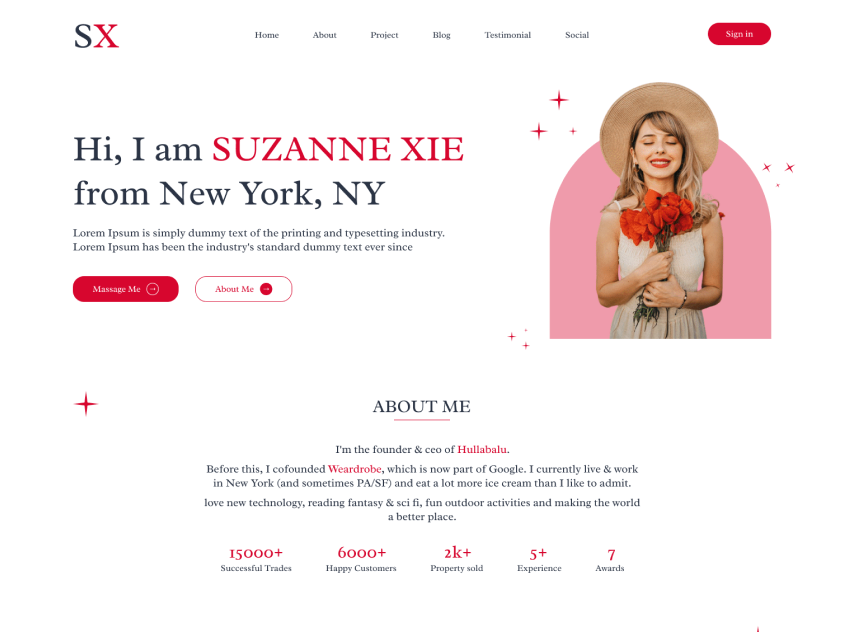 SX
Home About Project Blog Testimonial Social
Sign in
Hi, I am SUZANNE XIE
from New York, NY
Lorem Ipsum is simply dummy text of the printing and typesetting industry.
Lorem Ipsum has been the industry's standard dummy text ever since
Massage Me
About Me
ABOUT ME
I'm the founder & ceo of Hullabalu.
Before this, I cofounded Weardrobe, which is now part of Google. I currently live & work
in New York (and sometimes PA/SF) and eat a lot more ice cream than I like to admit.
love new technology, reading fantasy & sci fi, fun outdoor activities and making the world
a better place.
15000+ 6000+ 2k+ 5+ 7
Successful Trades Happy Customers Property sold Experience Awards